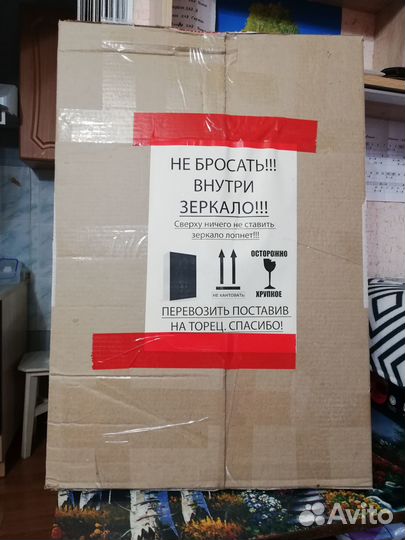 НЕ БРОСАТЬ!!!
ВНУТРИ
ЗЕРКАЛО!!!
Сверху ничего не ставить
зеркало лопнет!!!
ОСТОРОЖНО
НЕ КАНТОВАТЬ
ХРУПКОЕ
ПЕРЕВОЗИТЬ ПОСТАВИВ
НА ТОРЕЦ. СПАСИБО!
Avito